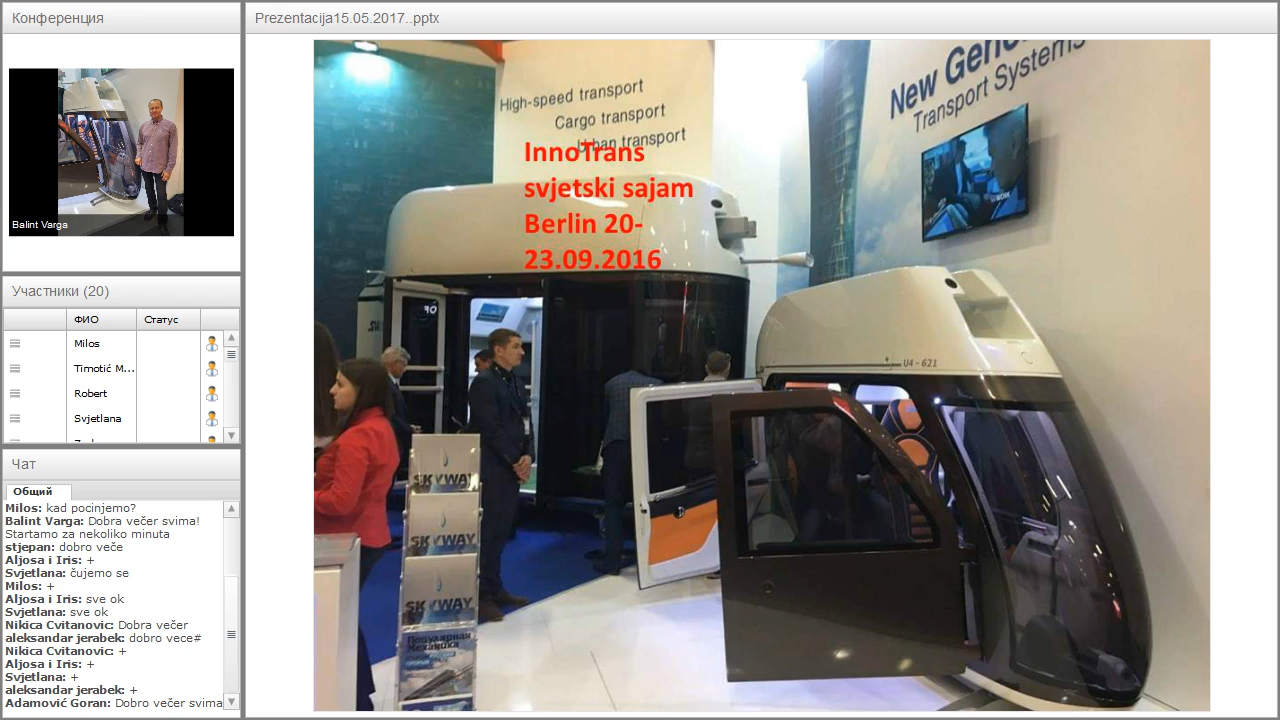 Конференция
Balint Varga
Участники (20)
ФИО
Статус
Milos
Timotić M...
Robert
Svjetlana
Чат
Общий
Milos: kad pocinjemo?
Balint Varga: Dobra večer svima!
Startamo za nekoliko minuta
stjepan: dobro veče
Aljosa i Iris: +
Svjetlana: čujemo se
Milos: +
Aljosa i Iris: sve ok
Svjetlana: sve ok
Nikica Cvitanovic: Dobra večer
aleksandar jerabek: dobro vece#
Nikica Cvitanovic: +
Aljosa i Iris: +
Svjetlana: +
aleksandar jerabek: +
Adamović Goran: Dobro večer svima
Prezentacija15.05.2017..pptx
High-speed transport
Cargo transport
Urban transport
InnoTrans
svjetski sajam
Berlin 20-
23.09.2016
New
Transport Systems
U4 - 621
SKYWAY
SKYWAY
SKYWAY
Популярная
Механика